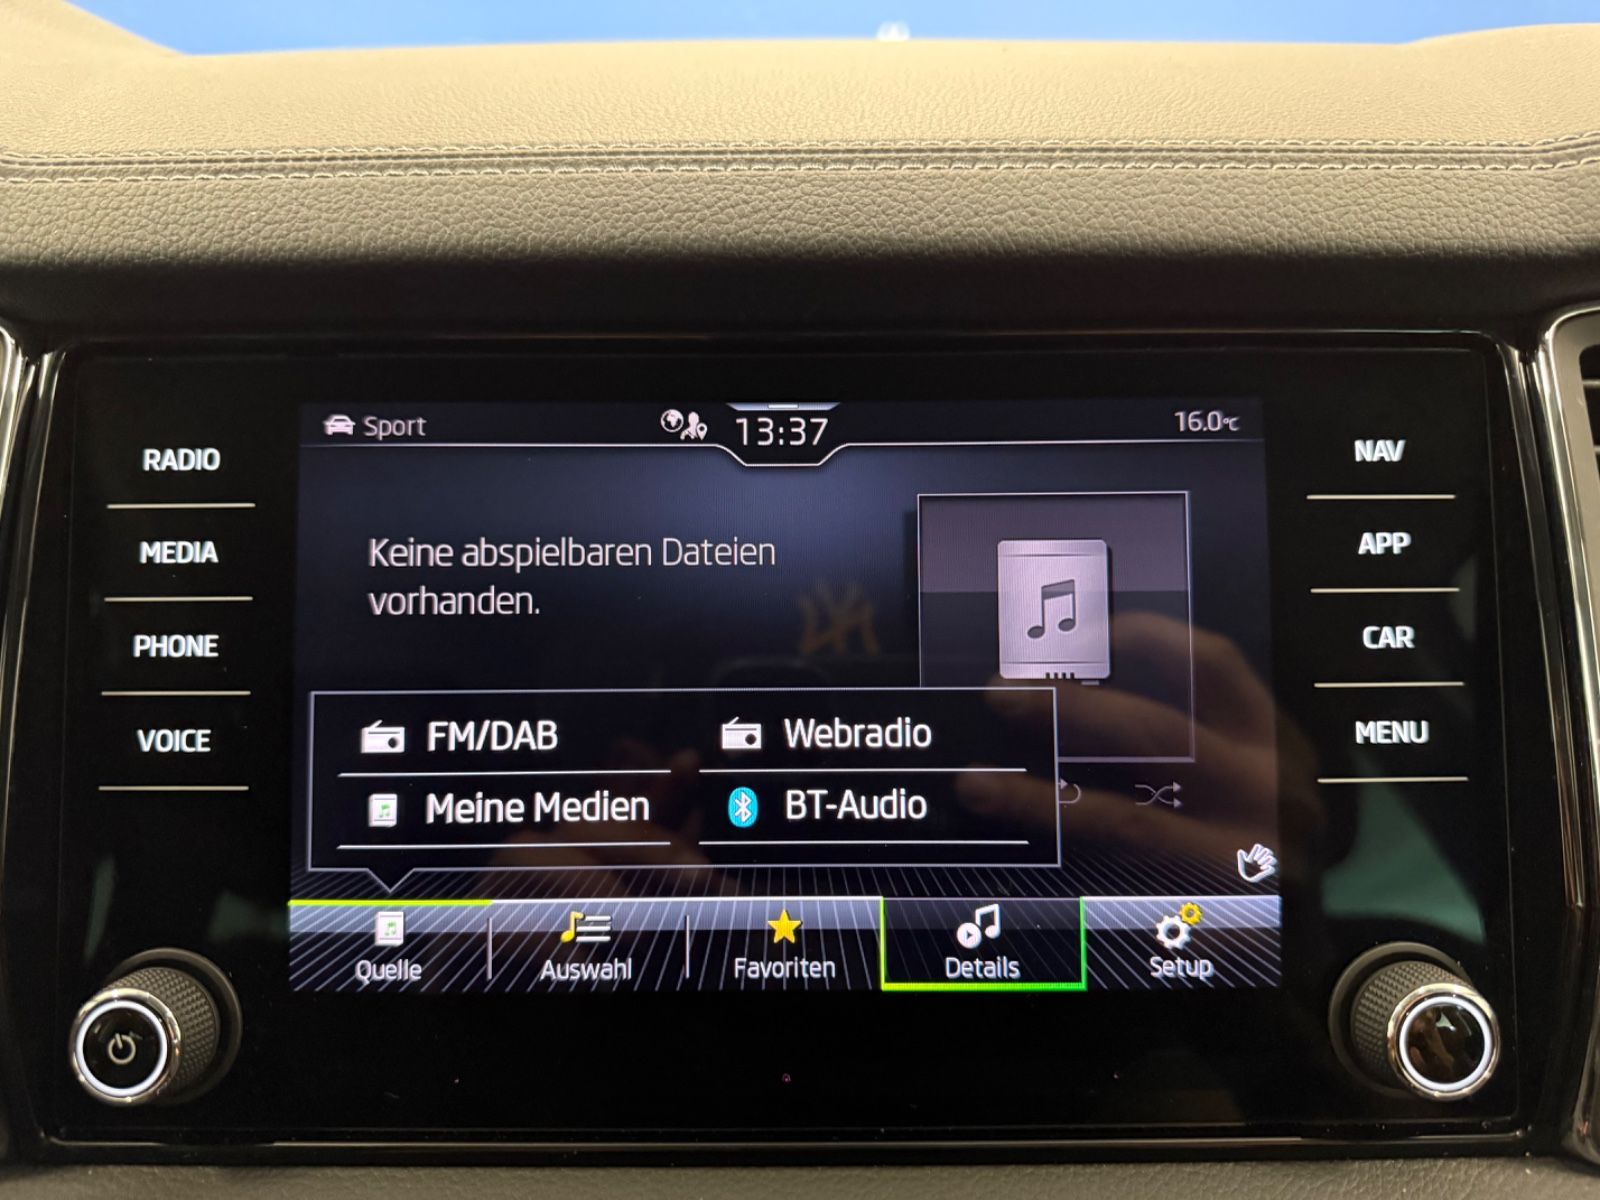 Sport
13:37
16.0°C
RADIO
MEDIA
PHONE
VOICE
NAV
APP
CAR
MENU
Keine abspielbaren Dateien
vorhanden.
FM/DAB
Webradio
Meine Medien
BT-Audio
Quelle
Auswahl
Favoriten
Details
Setup